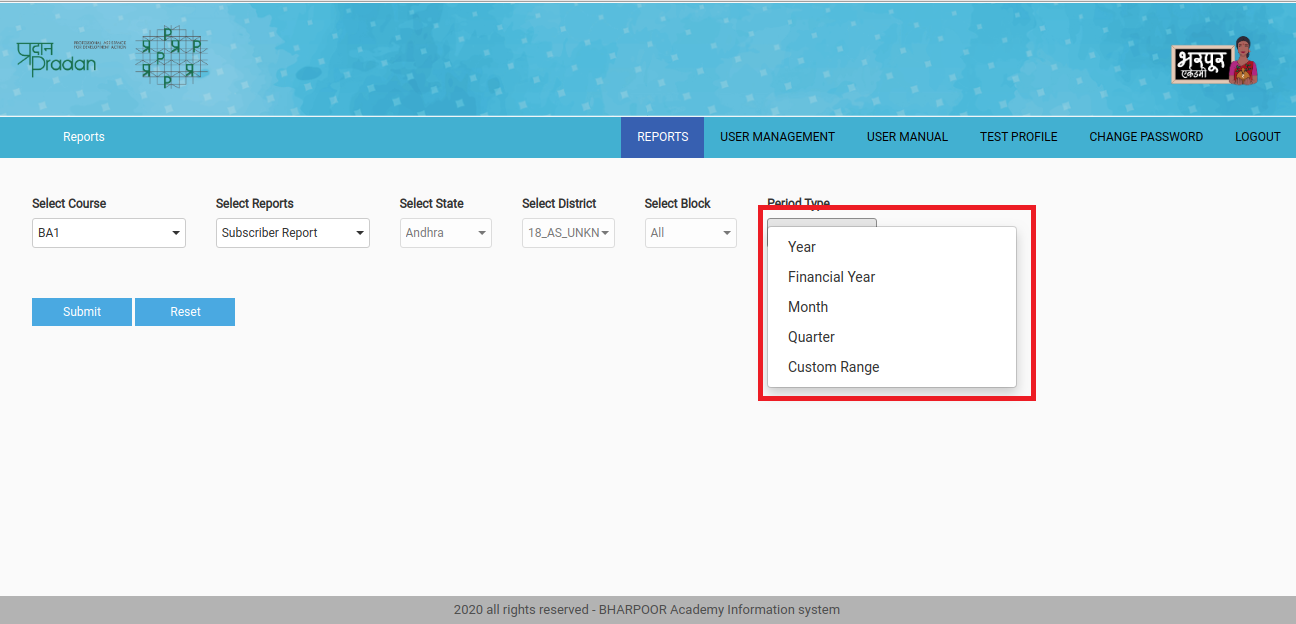 प्रदान
Pradan
PROFESSIONAL ASSISTANCE
FOR DEVELOPMENT ACTION
P
P P P
P P
P P
P
भरपूर
एकेडमी
Reports
REPORTS USER MANAGEMENT USER MANUAL TEST PROFILE CHANGE PASSWORD LOGOUT
Select Course Select Reports Select State Select District Select Block Period Type
BA1 Subscriber Report Andhra 18_AS_UNKN All
Year
Financial Year
Month
Quarter
Custom Range
Submit Reset
2020 all rights reserved - BHARPOOR Academy Information system